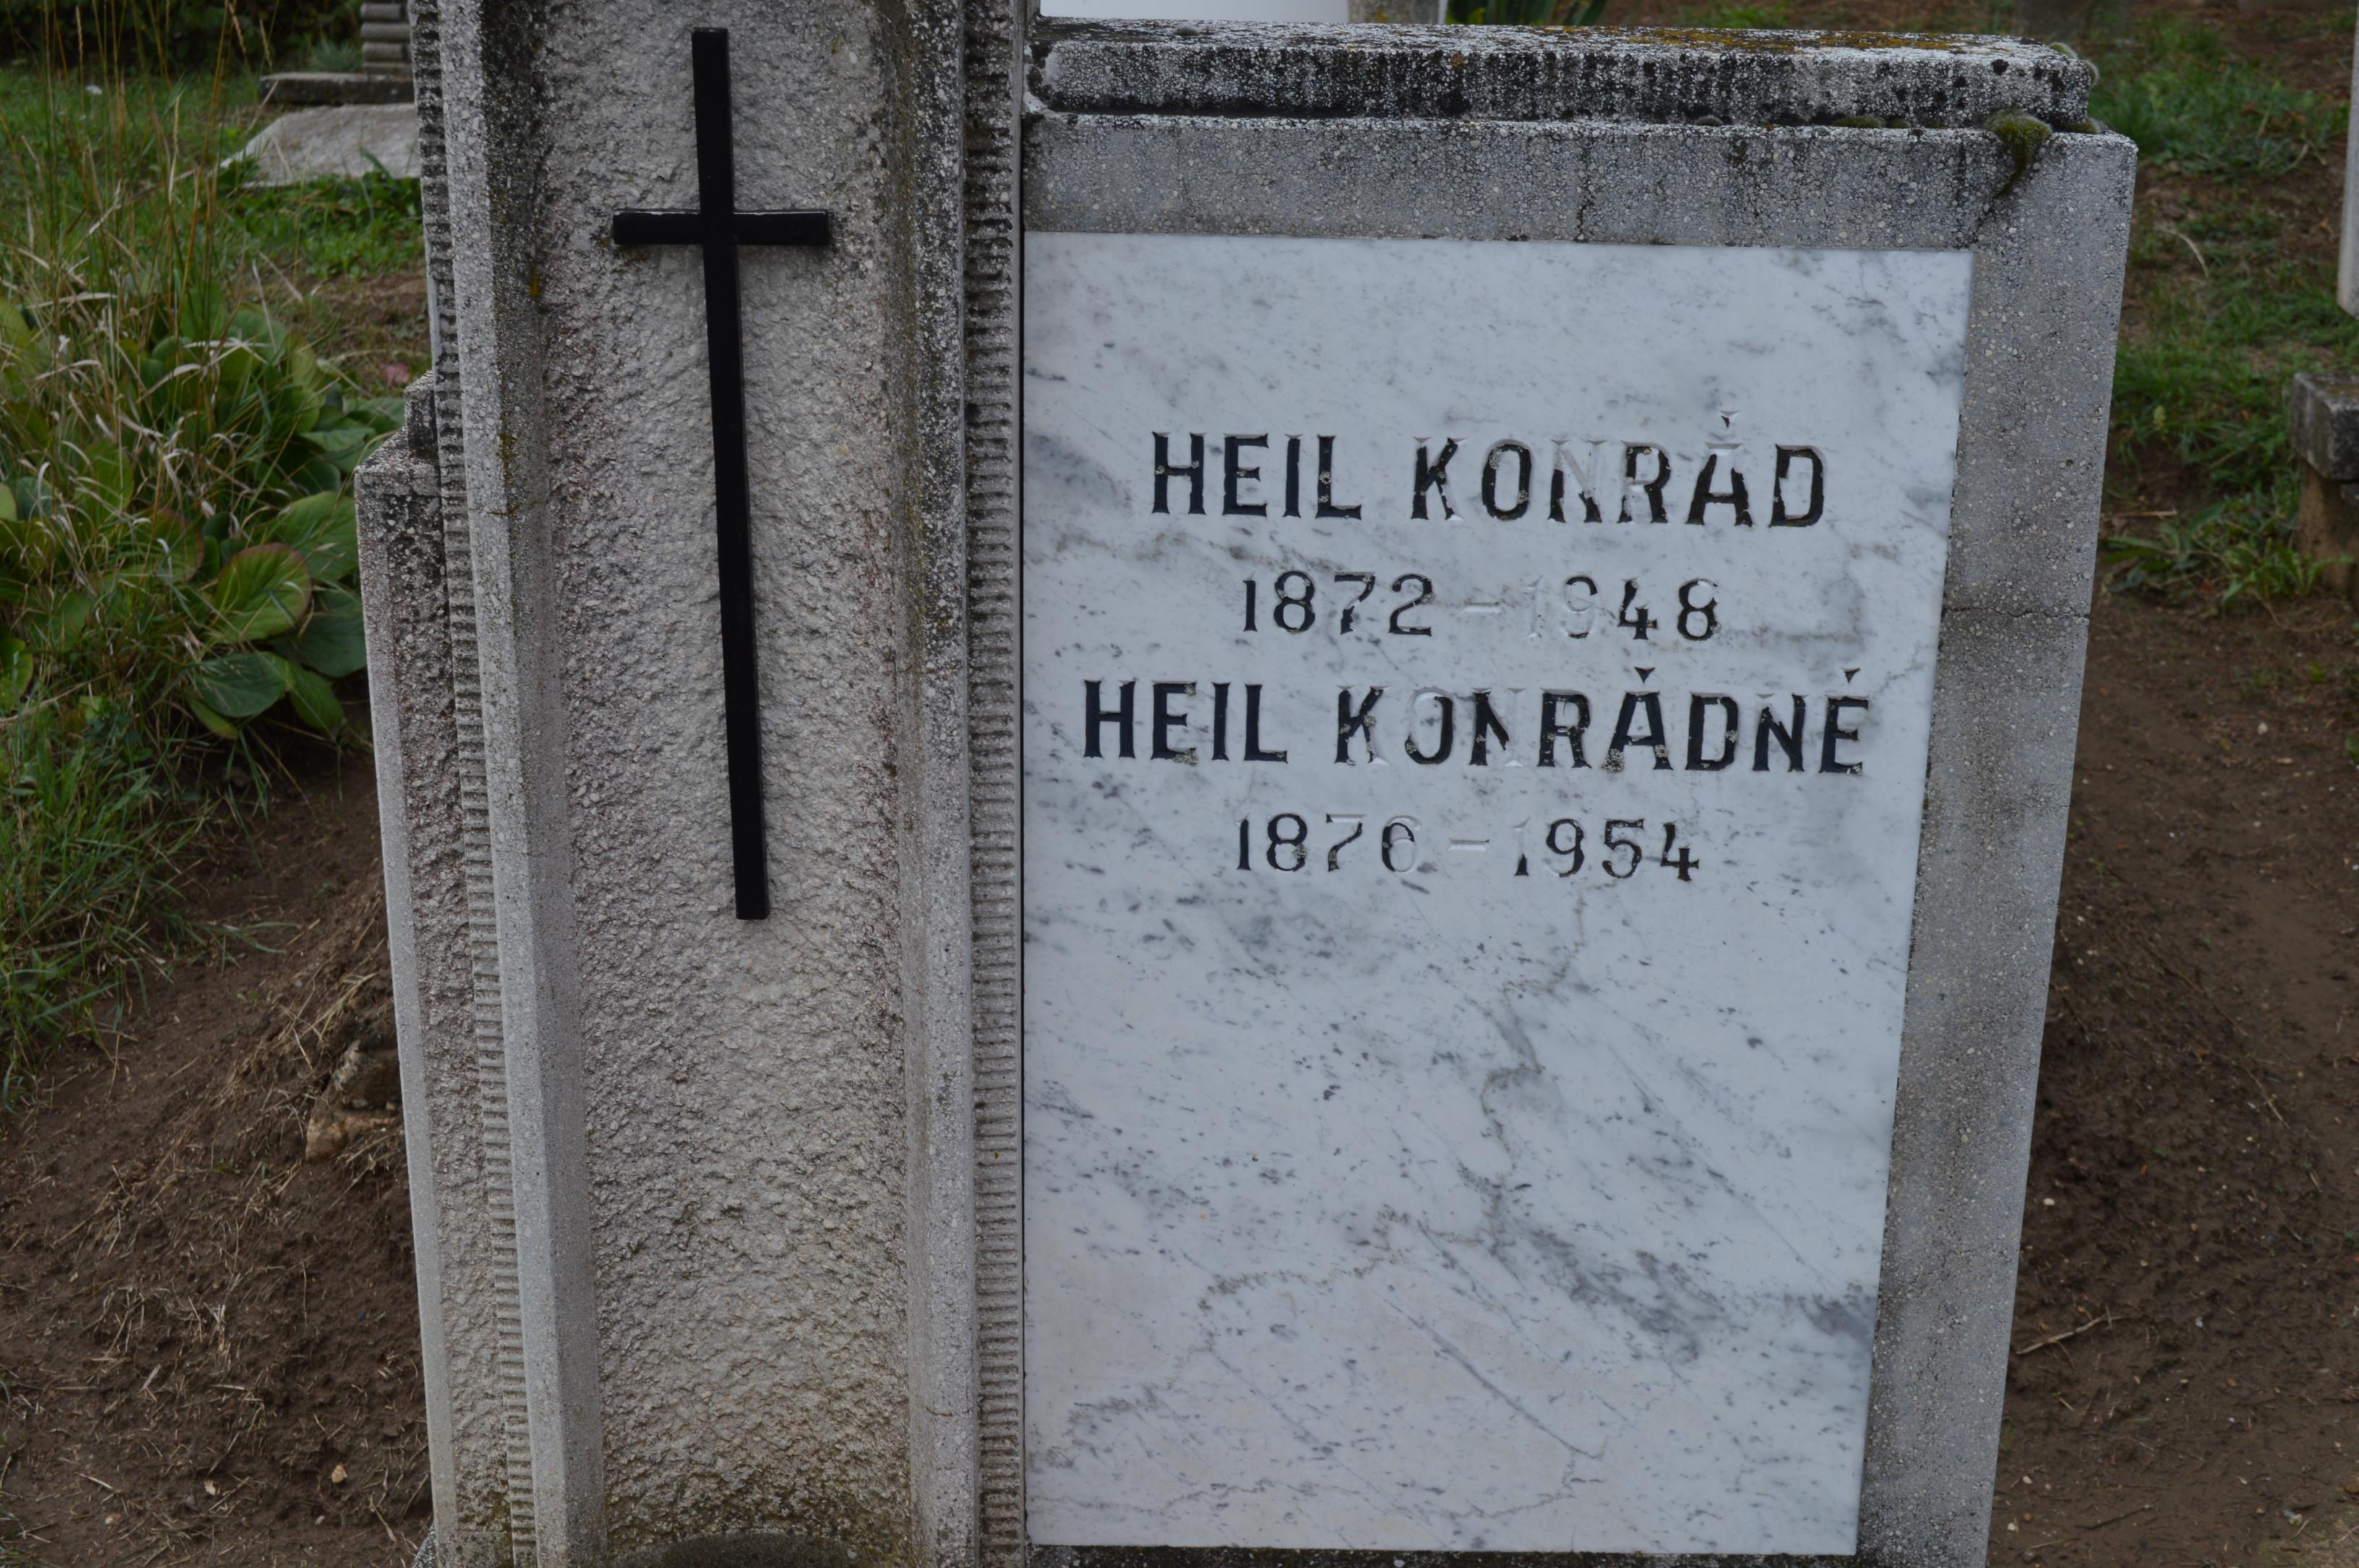 HEIL KONRÁD
1872 - 1948
HEIL KONRÁDNÉ
1876 - 1954